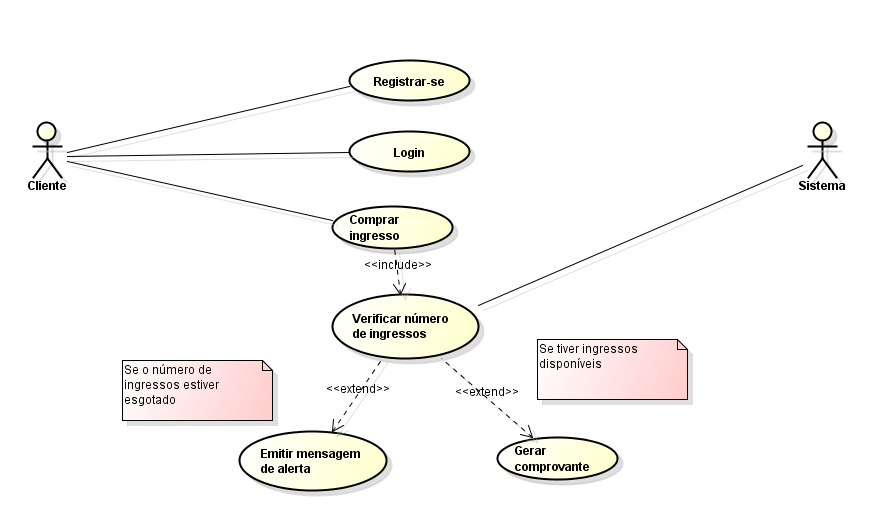 Registrar-se
Login
Cliente
Sistema
Comprar
ingresso
<<include>>
Verificar número
de ingressos
Se tiver ingressos
disponíveis
Se o número de
ingressos estiver
esgotado
<<extend>>
<<extend>>
Emitir mensagem
de alerta
Gerar
comprovante